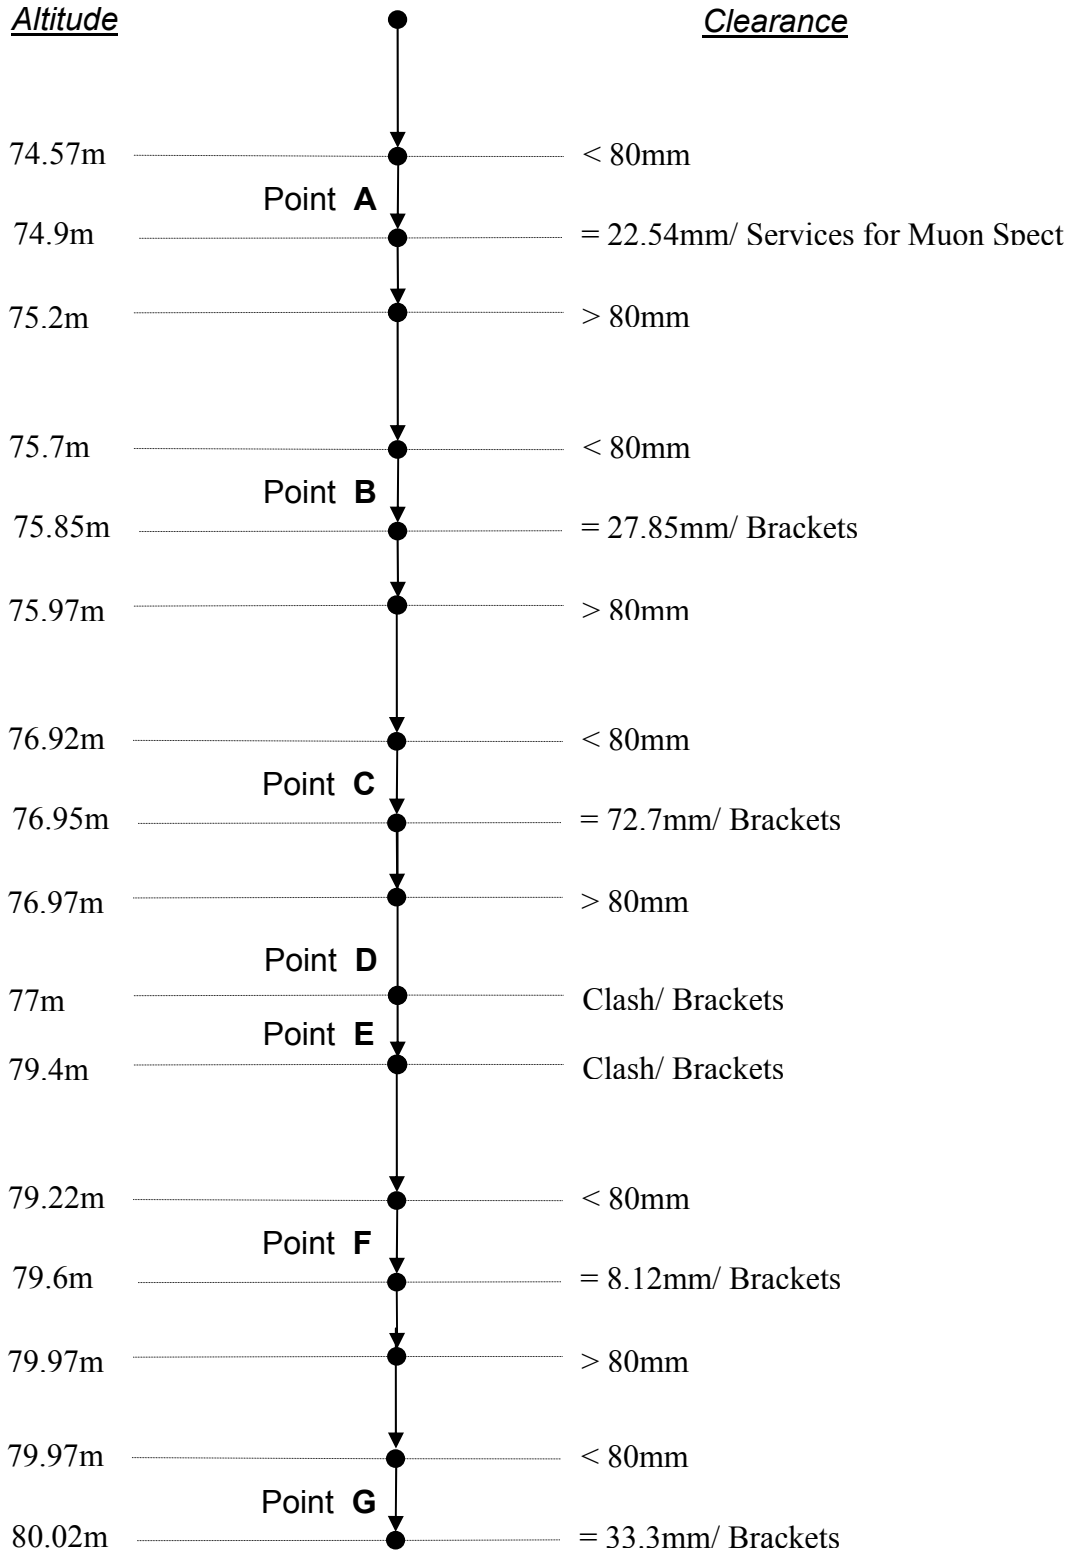 Altitude Clearance
74.57m < 80mm
Point A
74.9m = 22.54mm/ Services for Muon Spect
75.2m > 80mm
75.7m < 80mm
Point B
75.85m = 27.85mm/ Brackets
75.97m > 80mm
76.92m < 80mm
Point C
76.95m = 72.7mm/ Brackets
76.97m > 80mm
Point D
77m Clash/ Brackets
Point E
79.4m Clash/ Brackets
79.22m < 80mm
Point F
79.6m = 8.12mm/ Brackets
79.97m > 80mm
79.97m < 80mm
Point G
80.02m = 33.3mm/ Brackets